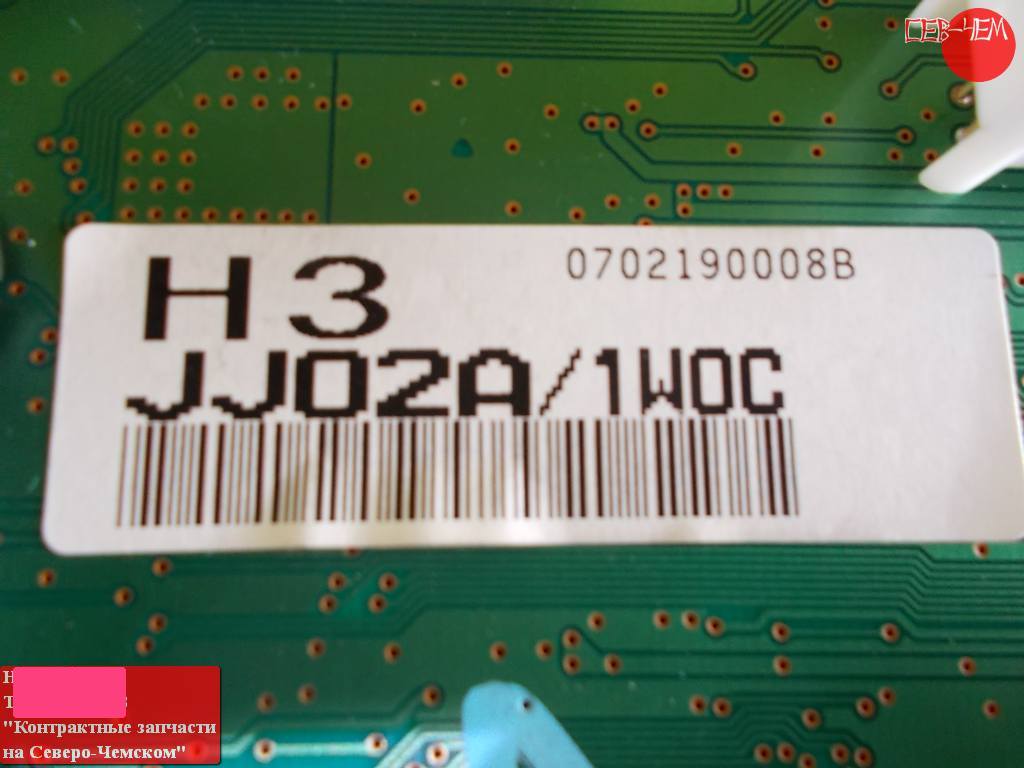 СЕВ-ЧЕМ
H3
0702190008B
JJ02A/1W0C
"Контрактные запчасти
на Северо-Чемском"